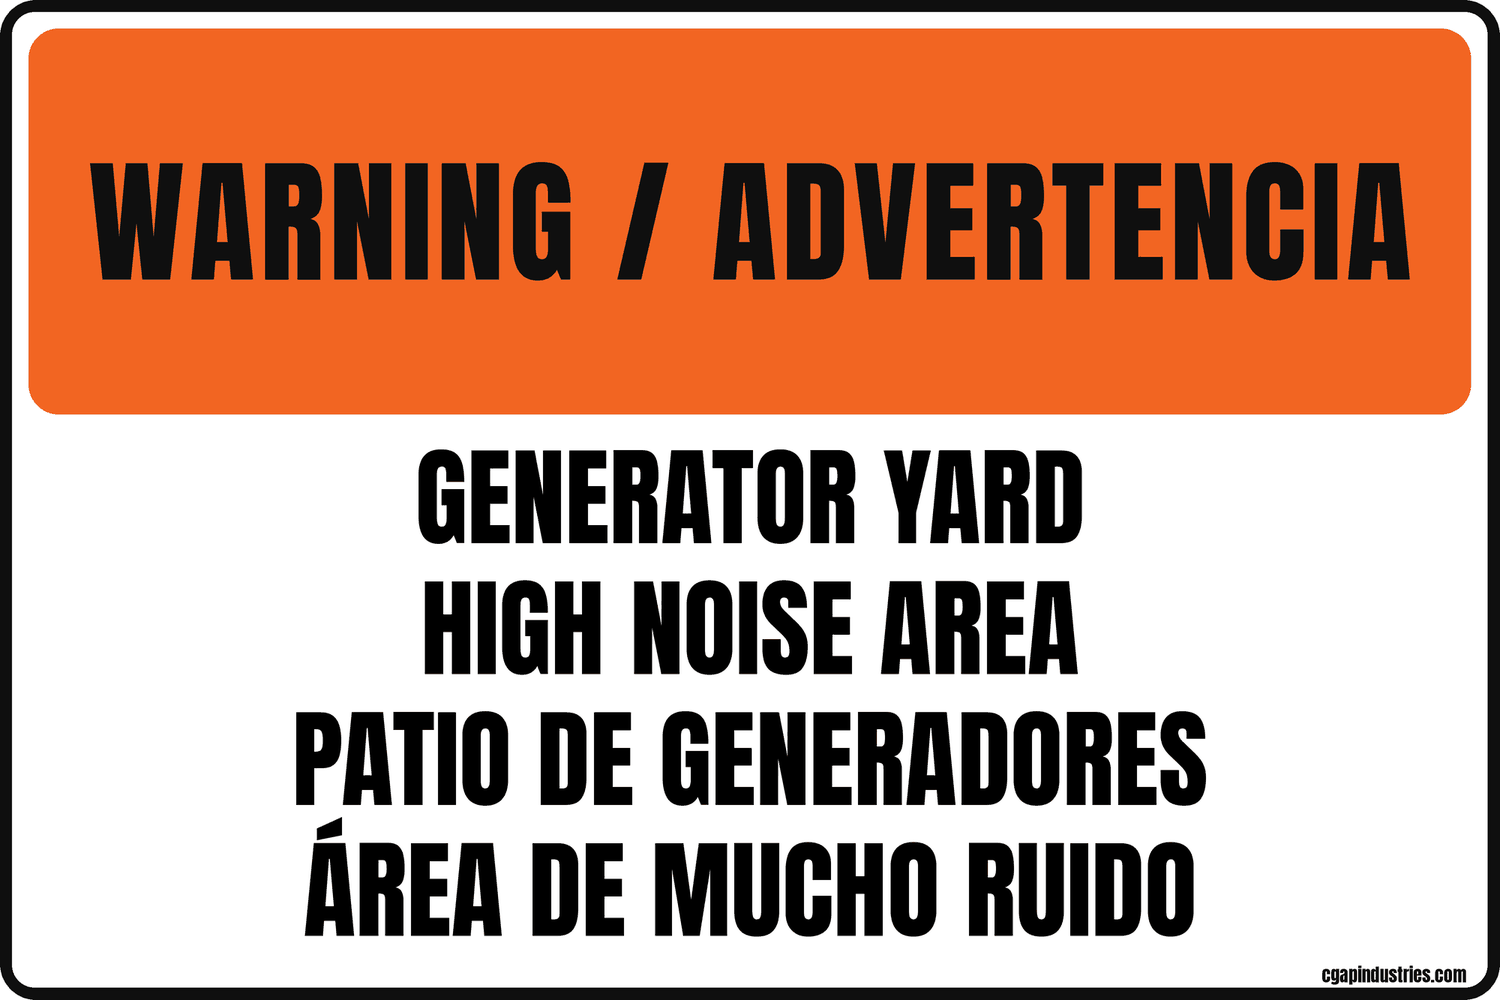 WARNING / ADVERTENCIA
GENERATOR YARD
HIGH NOISE AREA
PATIO DE GENERADORES
ÁREA DE MUCHO RUIDO
cgapindustries.com